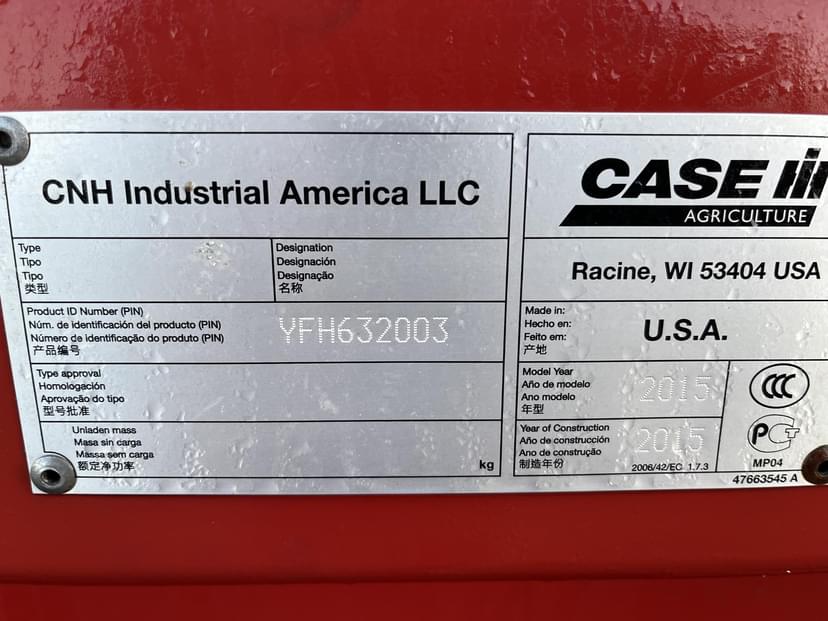 CNH Industrial America LLC
Type
Tipo
Tipo
类型
Designation
Designación
Designação
名称
Product ID Number (PIN)
Núm. de identificación del producto (PIN)
Número de identificação do produto (PIN)
产品编号
YFH632003
Type approval
Homologación
Aprovação do tipo
型号批准
Unladen mass
Masa sin carga
Massa sem carga
额定净功率
kg
CASE IH
AGRICULTURE
Racine, WI 53404 USA
Made in:
Hecho en:
Feito em:
产地
U.S.A.
Model Year
Año de modelo
Ano modelo
年型
2015
CCC
Year of Construction
Año de construcción
Ano de construção
制造年份
2015
2006/42/EC 1.7.3
PCT
MP04
47663545 A